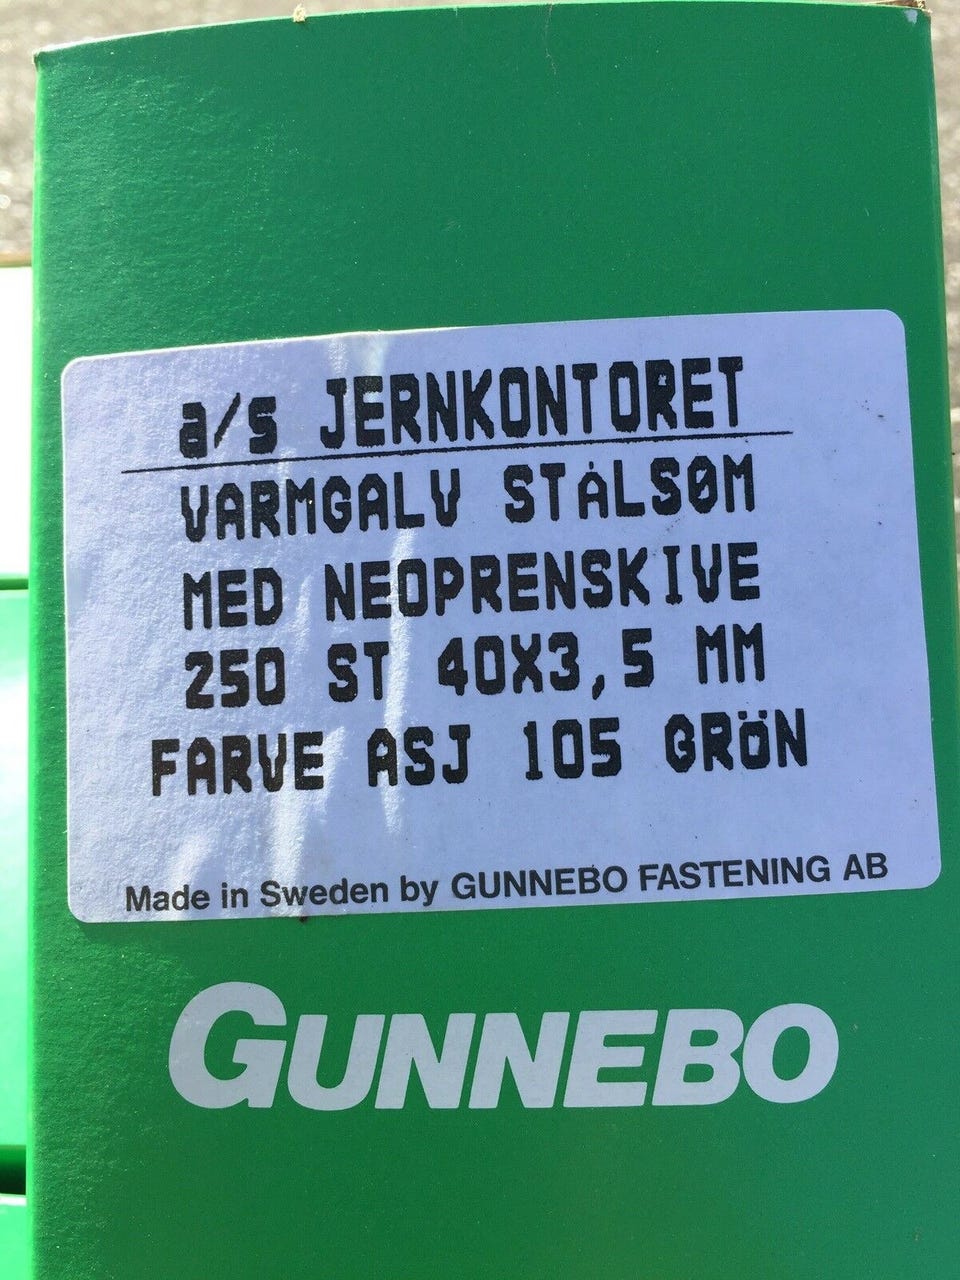 a/s JERNKONTORET
VARMGALV STÅLSØM
MED NEOPRENSKIVE
250 ST 40X3,5 MM
FARVE ASJ 105 GRÖN
Made in Sweden by GUNNEBO FASTENING AB
GUNNEBO